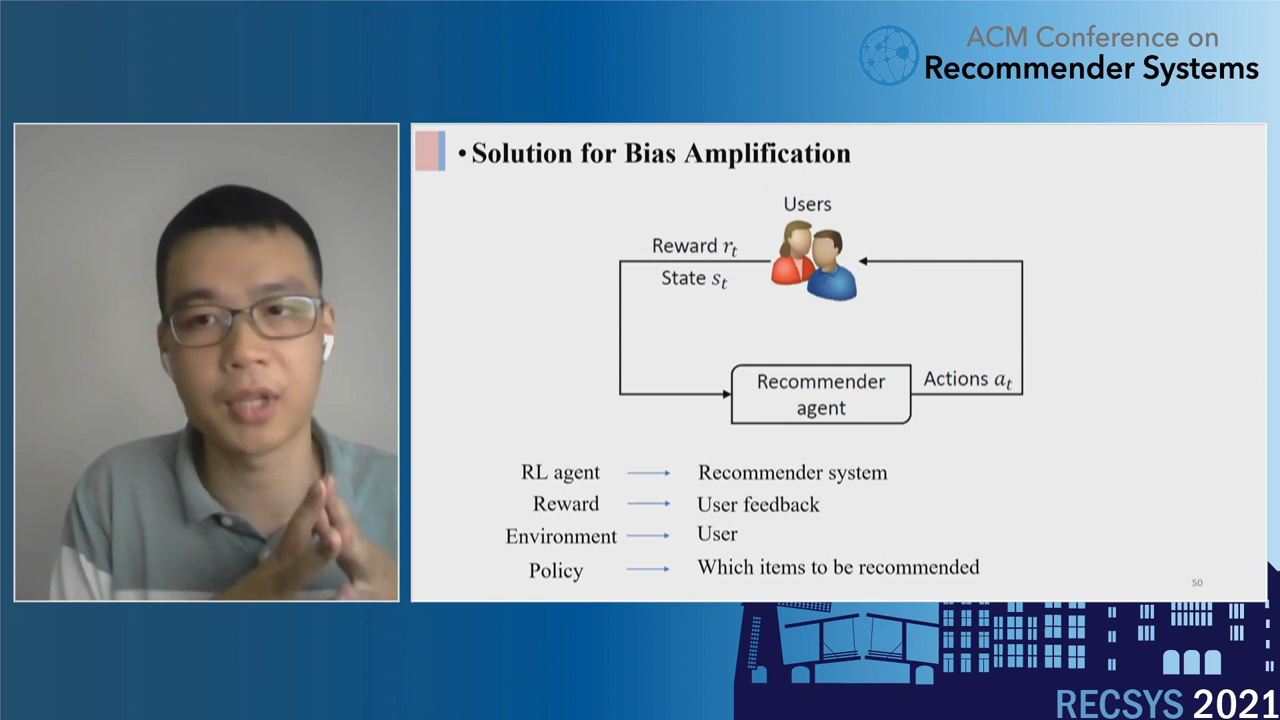 ACM Conference on
Recommender Systems
• Solution for Bias Amplification
Users
Reward rₜ
State sₜ
Recommender
agent
Actions aₜ
RL agent → Recommender system
Reward → User feedback
Environment → User
Policy → Which items to be recommended
50
RECSYS 2021